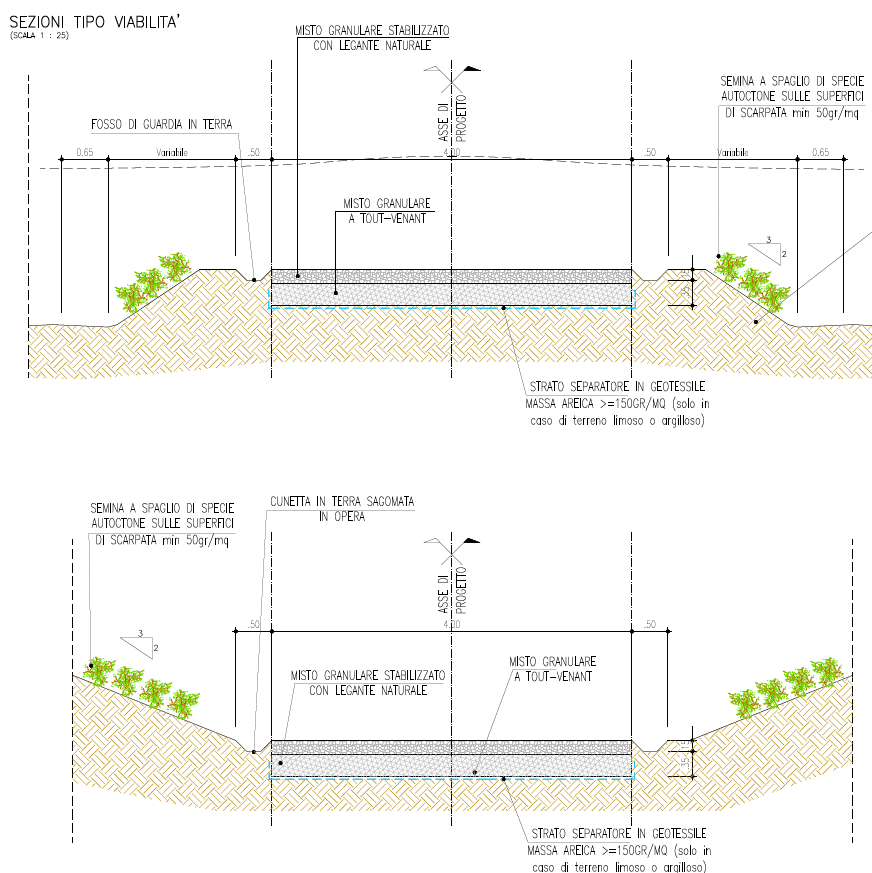 SEZIONI TIPO VIABILITA'
(SCALA 1 : 25)
MISTO GRANULARE STABILIZZATO
CON LEGANTE NATURALE
SEMINA A SPAGLIO DI SPECIE
AUTOCTONE SULLE SUPERFICI
DI SCARPATA min 50gr/mq
FOSSO DI GUARDIA IN TERRA
ASSE DI
PROGETTO
0.65
Variabile
.50
4.00
.50
Variabile
0.65
MISTO GRANULARE
A TOUT-VENANT
3
2
.15
.35
STRATO SEPARATORE IN GEOTESSILE
MASSA AREICA >=150GR/MQ (solo in
caso di terreno limoso o argilloso)
SEMINA A SPAGLIO DI SPECIE
AUTOCTONE SULLE SUPERFICI
DI SCARPATA min 50gr/mq
CUNETTA IN TERRA SAGOMATA
IN OPERA
ASSE DI
PROGETTO
.50
4.00
.50
3
2
MISTO GRANULARE STABILIZZATO
CON LEGANTE NATURALE
MISTO GRANULARE
A TOUT-VENANT
.15
.35
STRATO SEPARATORE IN GEOTESSILE
MASSA AREICA >=150GR/MQ (solo in
caso di terreno limoso o argilloso)